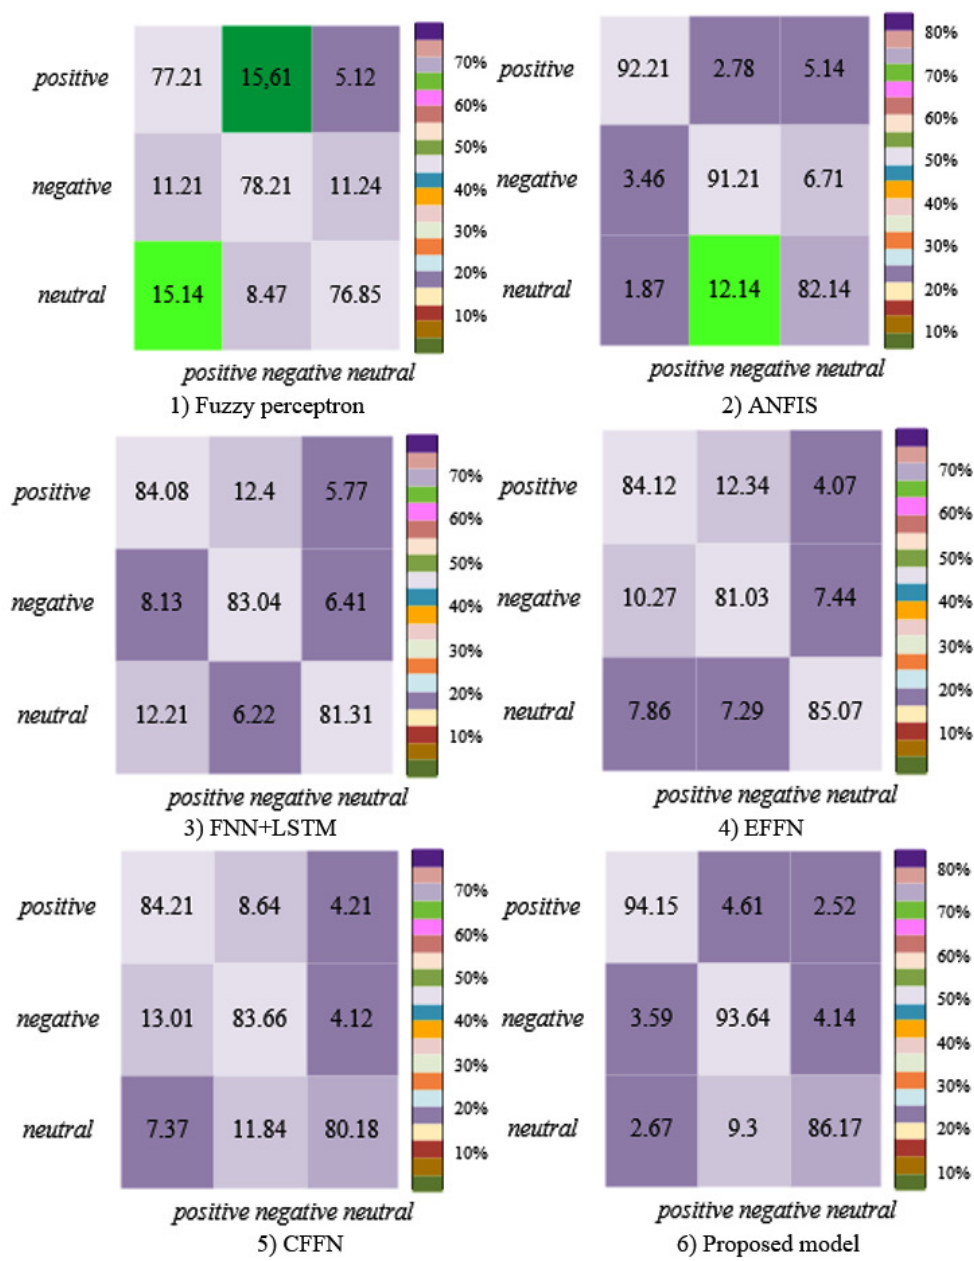 positive 77.21 15,61 5.12
negative 11.21 78.21 11.24
neutral 15.14 8.47 76.85
70%
60%
50%
40%
30%
20%
10%
positive negative neutral
1) Fuzzy perceptron
positive 92.21 2.78 5.14
negative 3.46 91.21 6.71
neutral 1.87 12.14 82.14
80%
70%
60%
50%
40%
30%
20%
10%
positive negative neutral
2) ANFIS
positive 84.08 12.4 5.77
negative 8.13 83.04 6.41
neutral 12.21 6.22 81.31
70%
60%
50%
40%
30%
20%
10%
positive negative neutral
3) FNN+LSTM
positive 84.12 12.34 4.07
negative 10.27 81.03 7.44
neutral 7.86 7.29 85.07
70%
60%
50%
40%
30%
20%
10%
positive negative neutral
4) EFFN
positive 84.21 8.64 4.21
negative 13.01 83.66 4.12
neutral 7.37 11.84 80.18
70%
60%
50%
40%
30%
20%
10%
positive negative neutral
5) CFFN
positive 94.15 4.61 2.52
negative 3.59 93.64 4.14
neutral 2.67 9.3 86.17
80%
70%
60%
50%
40%
30%
20%
10%
positive negative neutral
6) Proposed model